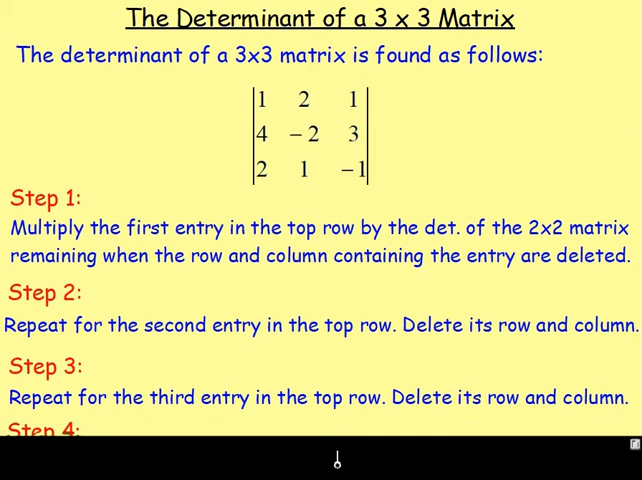 The Determinant of a 3 x 3 Matrix
The determinant of a 3x3 matrix is found as follows:
1 2 1
4 −2 3
2 1 −1
Step 1:
Multiply the first entry in the top row by the det. of the 2x2 matrix
remaining when the row and column containing the entry are deleted.
Step 2:
Repeat for the second entry in the top row. Delete its row and column.
Step 3:
Repeat for the third entry in the top row. Delete its row and column.
Step 4: